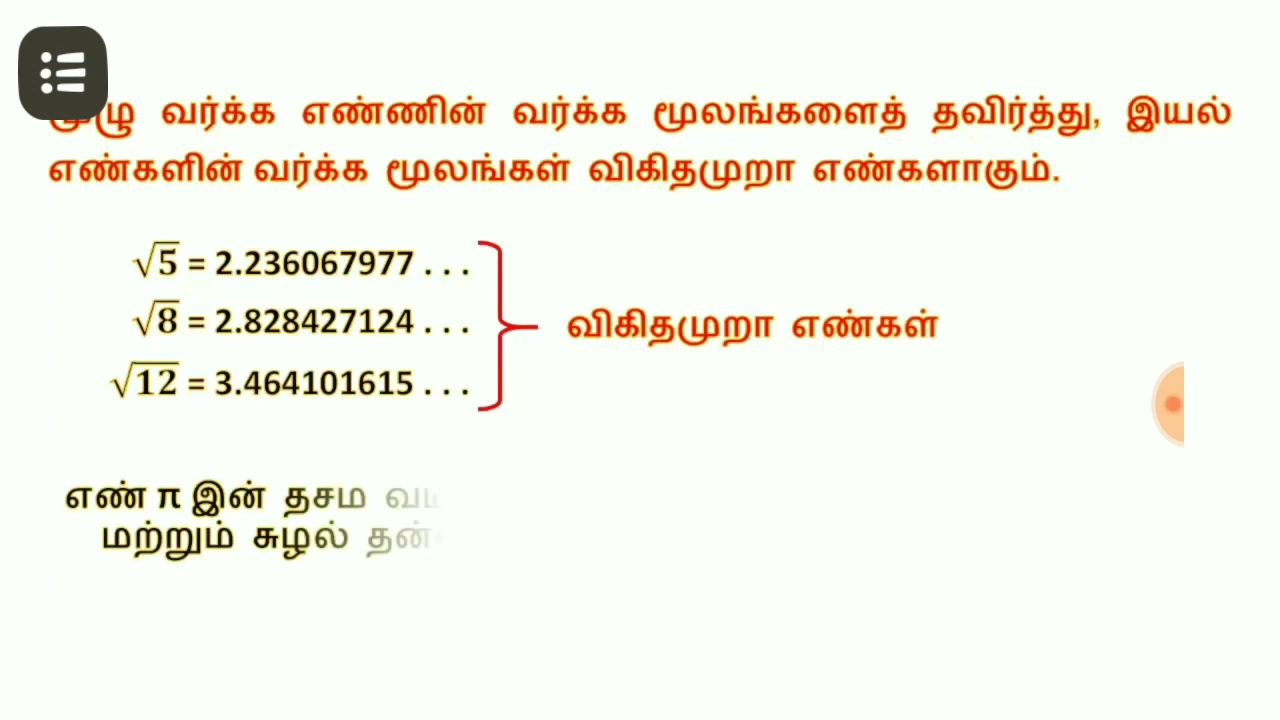 முழு வர்க்க எண்ணின் வர்க்க மூலங்களைத் தவிர்த்து, இயல்
எண்களின் வர்க்க மூலங்கள் விகிதமுறா எண்களாகும்.
√5 = 2.236067977 . . .
√8 = 2.828427124 . . .
√12 = 3.464101615 . . .
விகிதமுறா எண்கள்
எண் π இன் தசம
மற்றும் சுழல்